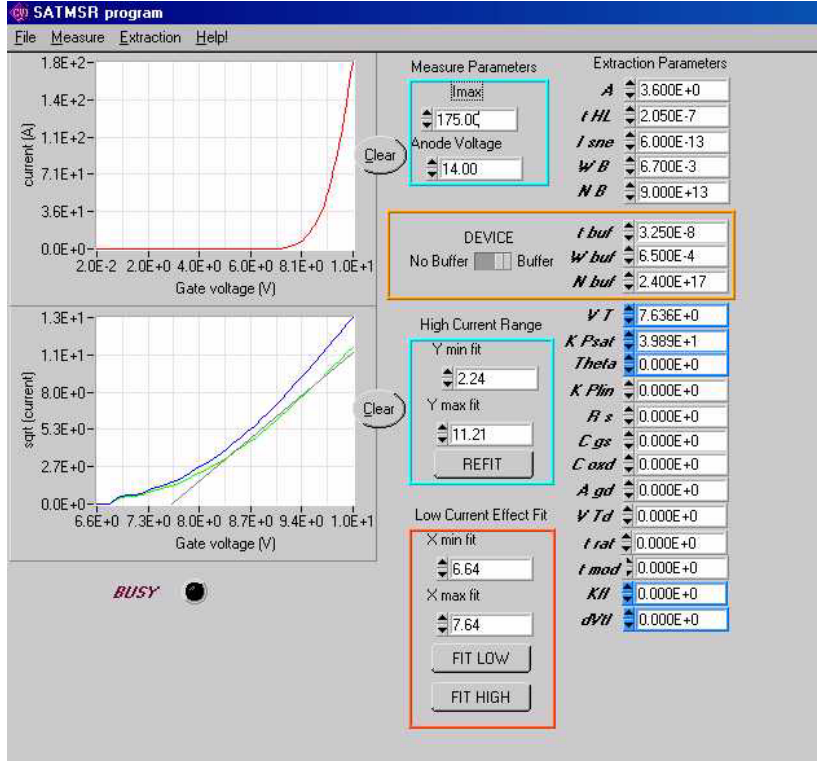 SATMSR program
File Measure Extraction Help!
1.8E+2
1.4E+2
1.1E+2
7.1E+1
3.6E+1
0.0E+0
current (A)
2.0E-2 2.0E+0 4.0E+0 6.0E+0 8.1E+0 1.0E+1
Gate voltage (V)
Clear
1.3E+1
1.1E+1
8.0E+0
5.3E+0
2.7E+0
0.0E+0
sqrt (current)
6.6E+0 7.3E+0 8.0E+0 8.7E+0 9.4E+0 1.0E+1
Gate voltage (V)
Clear
BUSY
Measure Parameters
Imax
175.00
Anode Voltage
14.00
DEVICE
No Buffer Buffer
High Current Range
Y min fit
2.24
Y max fit
11.21
REFIT
Low Current Effect Fit
X min fit
6.64
X max fit
7.64
FIT LOW
FIT HIGH
Extraction Parameters
A 3.600E+0
t HL 2.050E-7
I sne 6.000E-13
W B 6.700E-3
N B 9.000E+13
t buf 3.250E-8
W buf 6.500E-4
N buf 2.400E+17
V T 7.636E+0
K Psat 3.989E+1
Theta 0.000E+0
K Plin 0.000E+0
R s 0.000E+0
C gs 0.000E+0
C oxd 0.000E+0
A gd 0.000E+0
V Td 0.000E+0
t rat 0.000E+0
t mod 0.000E+0
Kfl 0.000E+0
dVtl 0.000E+0